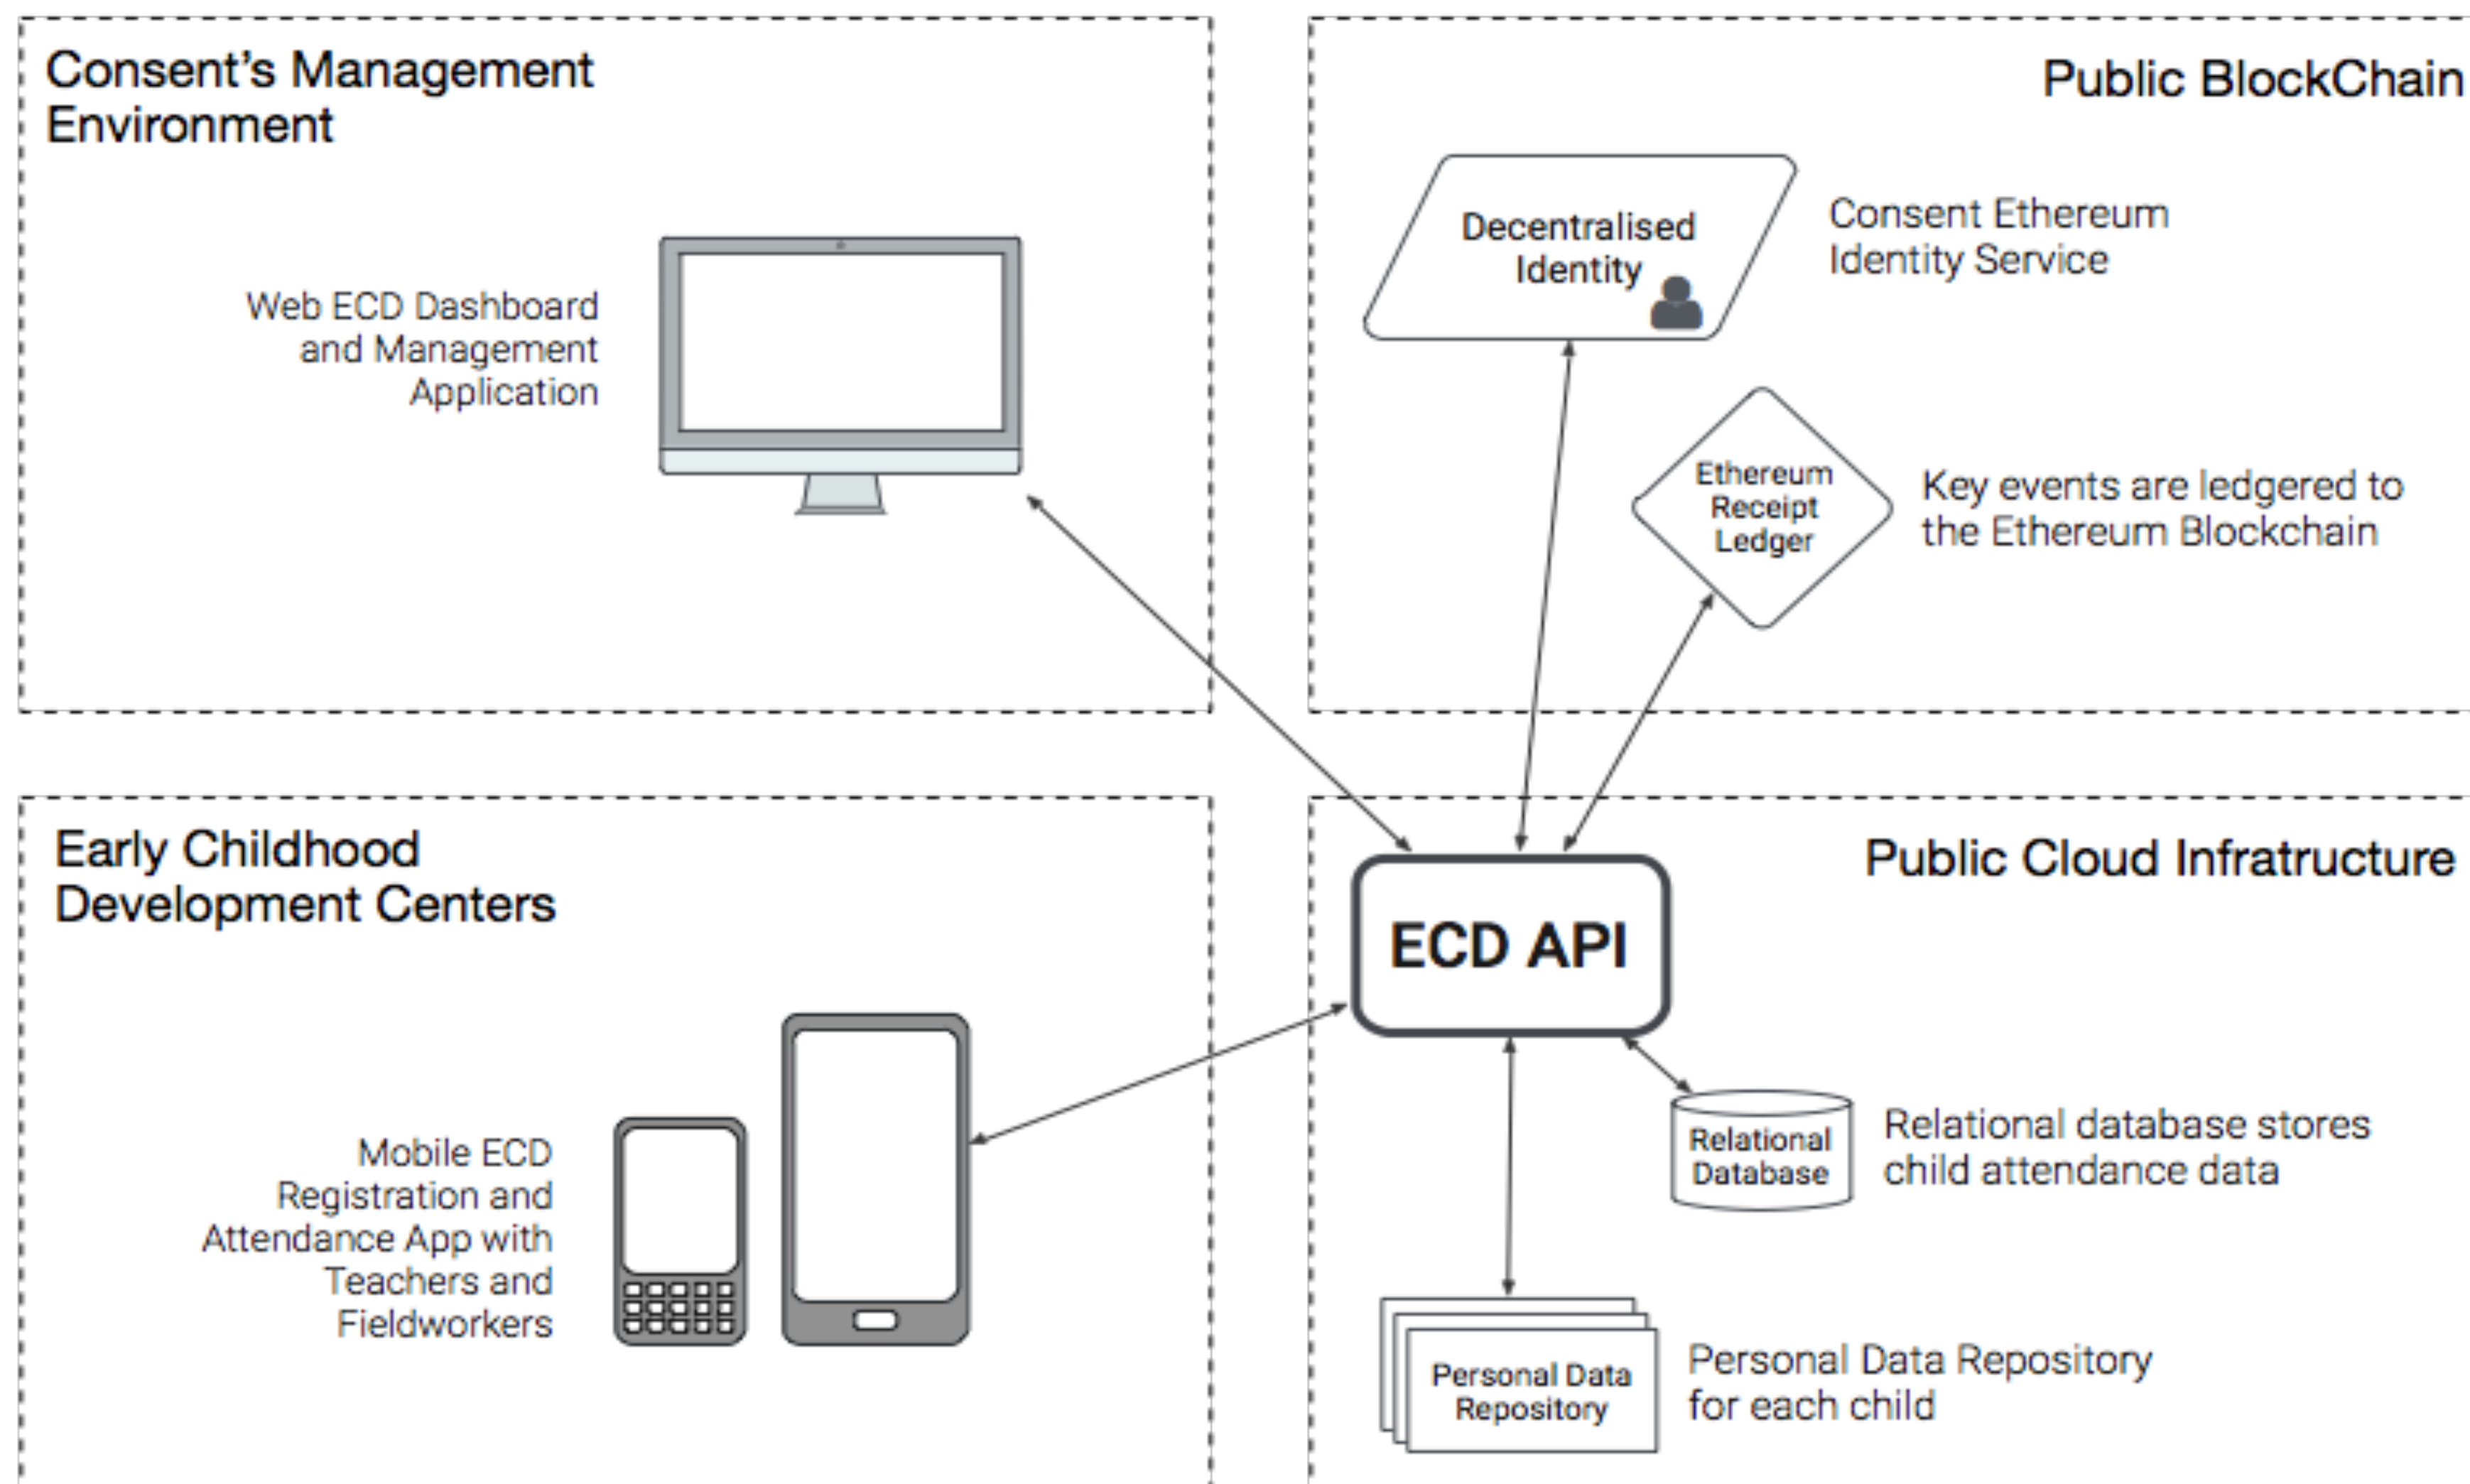 Consent's Management
Environment
Web ECD Dashboard
and Management
Application
Public BlockChain
Decentralised
Identity
Consent Ethereum
Identity Service
Ethereum
Receipt
Ledger
Key events are ledgered to
the Ethereum Blockchain
Early Childhood
Development Centers
Mobile ECD
Registration and
Attendance App with
Teachers and
Fieldworkers
Public Cloud Infratructure
ECD API
Relational
Database
Relational database stores
child attendance data
Personal Data
Repository
Personal Data Repository
for each child